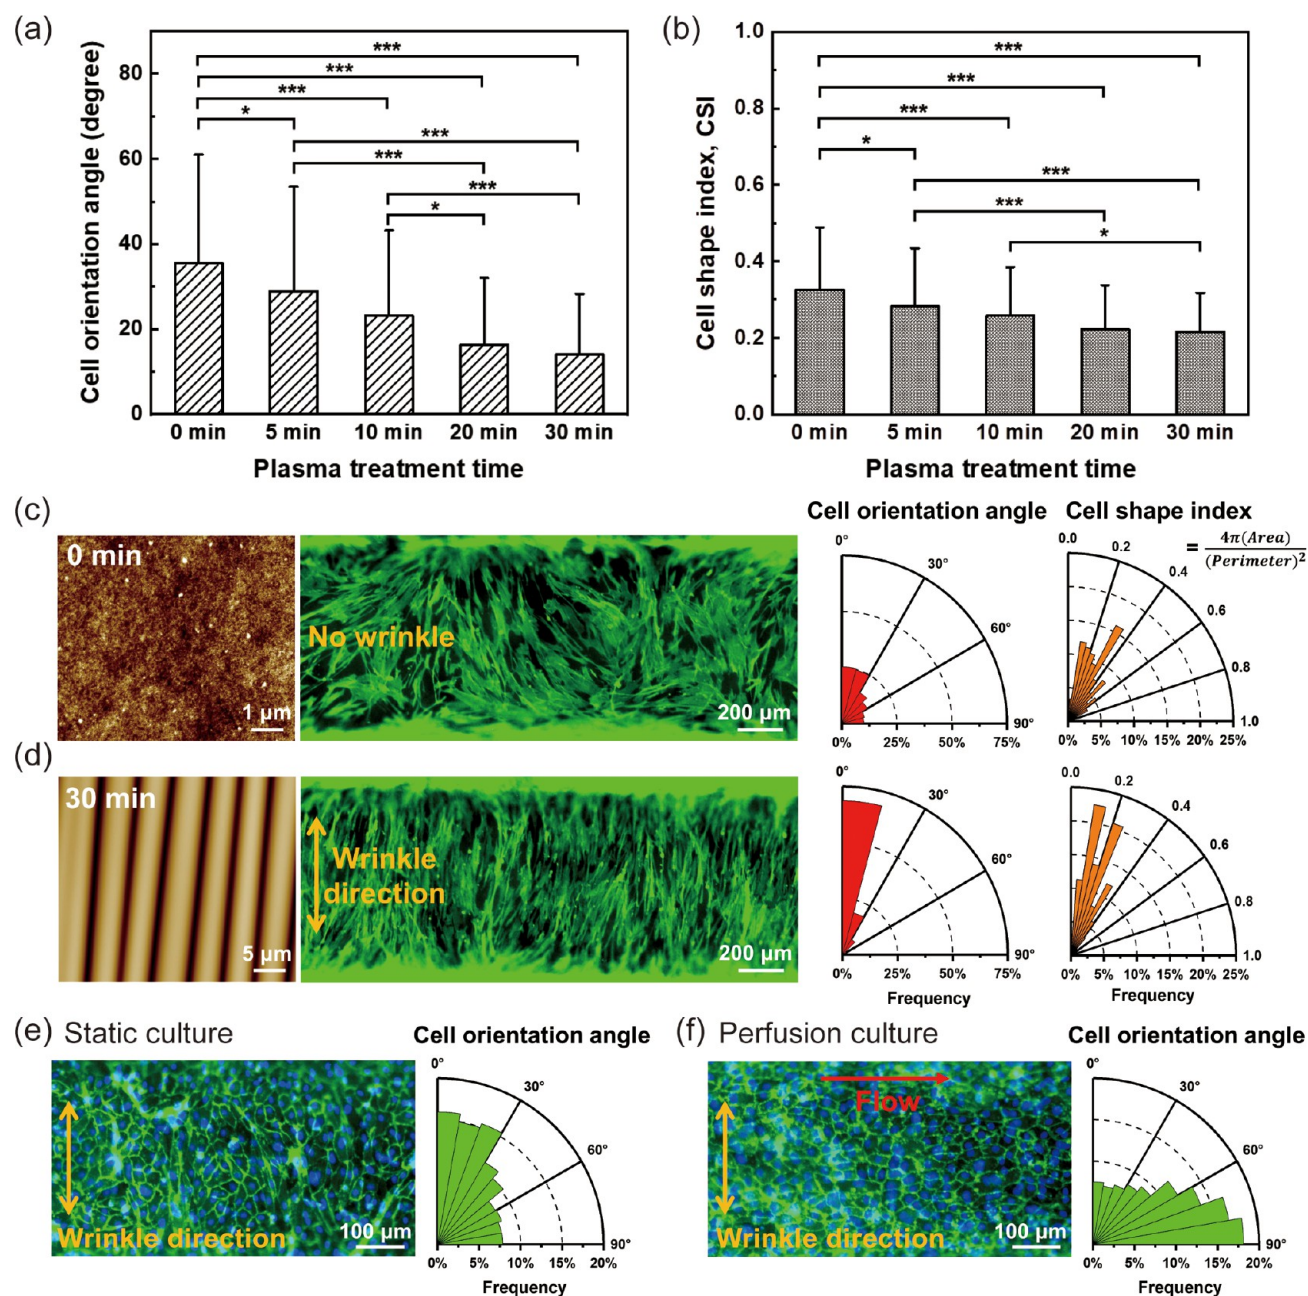 (a)
Cell orientation angle (degree)
80
60
40
20
0
***
***
***
*
***
***
***
*
0 min 5 min 10 min 20 min 30 min
Plasma treatment time
(b)
Cell shape index, CSI
1.0
0.8
0.6
0.4
0.2
0.0
***
***
***
*
***
***
*
0 min 5 min 10 min 20 min 30 min
Plasma treatment time
(c)
0 min
1 μm
No wrinkle
200 μm
Cell orientation angle
0°
30°
60°
90°
0% 25% 50% 75%
Cell shape index
= 4π(Area)
(Perimeter)²
0.0
0.2
0.4
0.6
0.8
1.0
0% 5% 10% 15% 20% 25%
(d)
30 min
5 μm
Wrinkle
direction
200 μm
0°
30°
60°
90°
0% 25% 50% 75%
Frequency
0.0
0.2
0.4
0.6
0.8
1.0
0% 5% 10% 15% 20% 25%
Frequency
(e) Static culture
Wrinkle direction
100 μm
Cell orientation angle
0°
30°
60°
90°
0% 5% 10% 15% 20%
Frequency
(f) Perfusion culture
Flow
Wrinkle direction
100 μm
Cell orientation angle
0°
30°
60°
90°
0% 5% 10% 15% 20%
Frequency